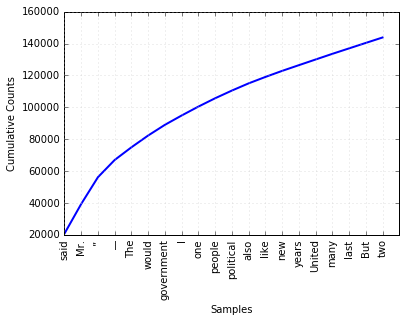 160000
140000
120000
100000
80000
60000
40000
20000
Cumulative Counts
said
Mr.
”
—
The
would
government
I
one
people
political
also
like
new
years
United
many
last
But
two
Samples